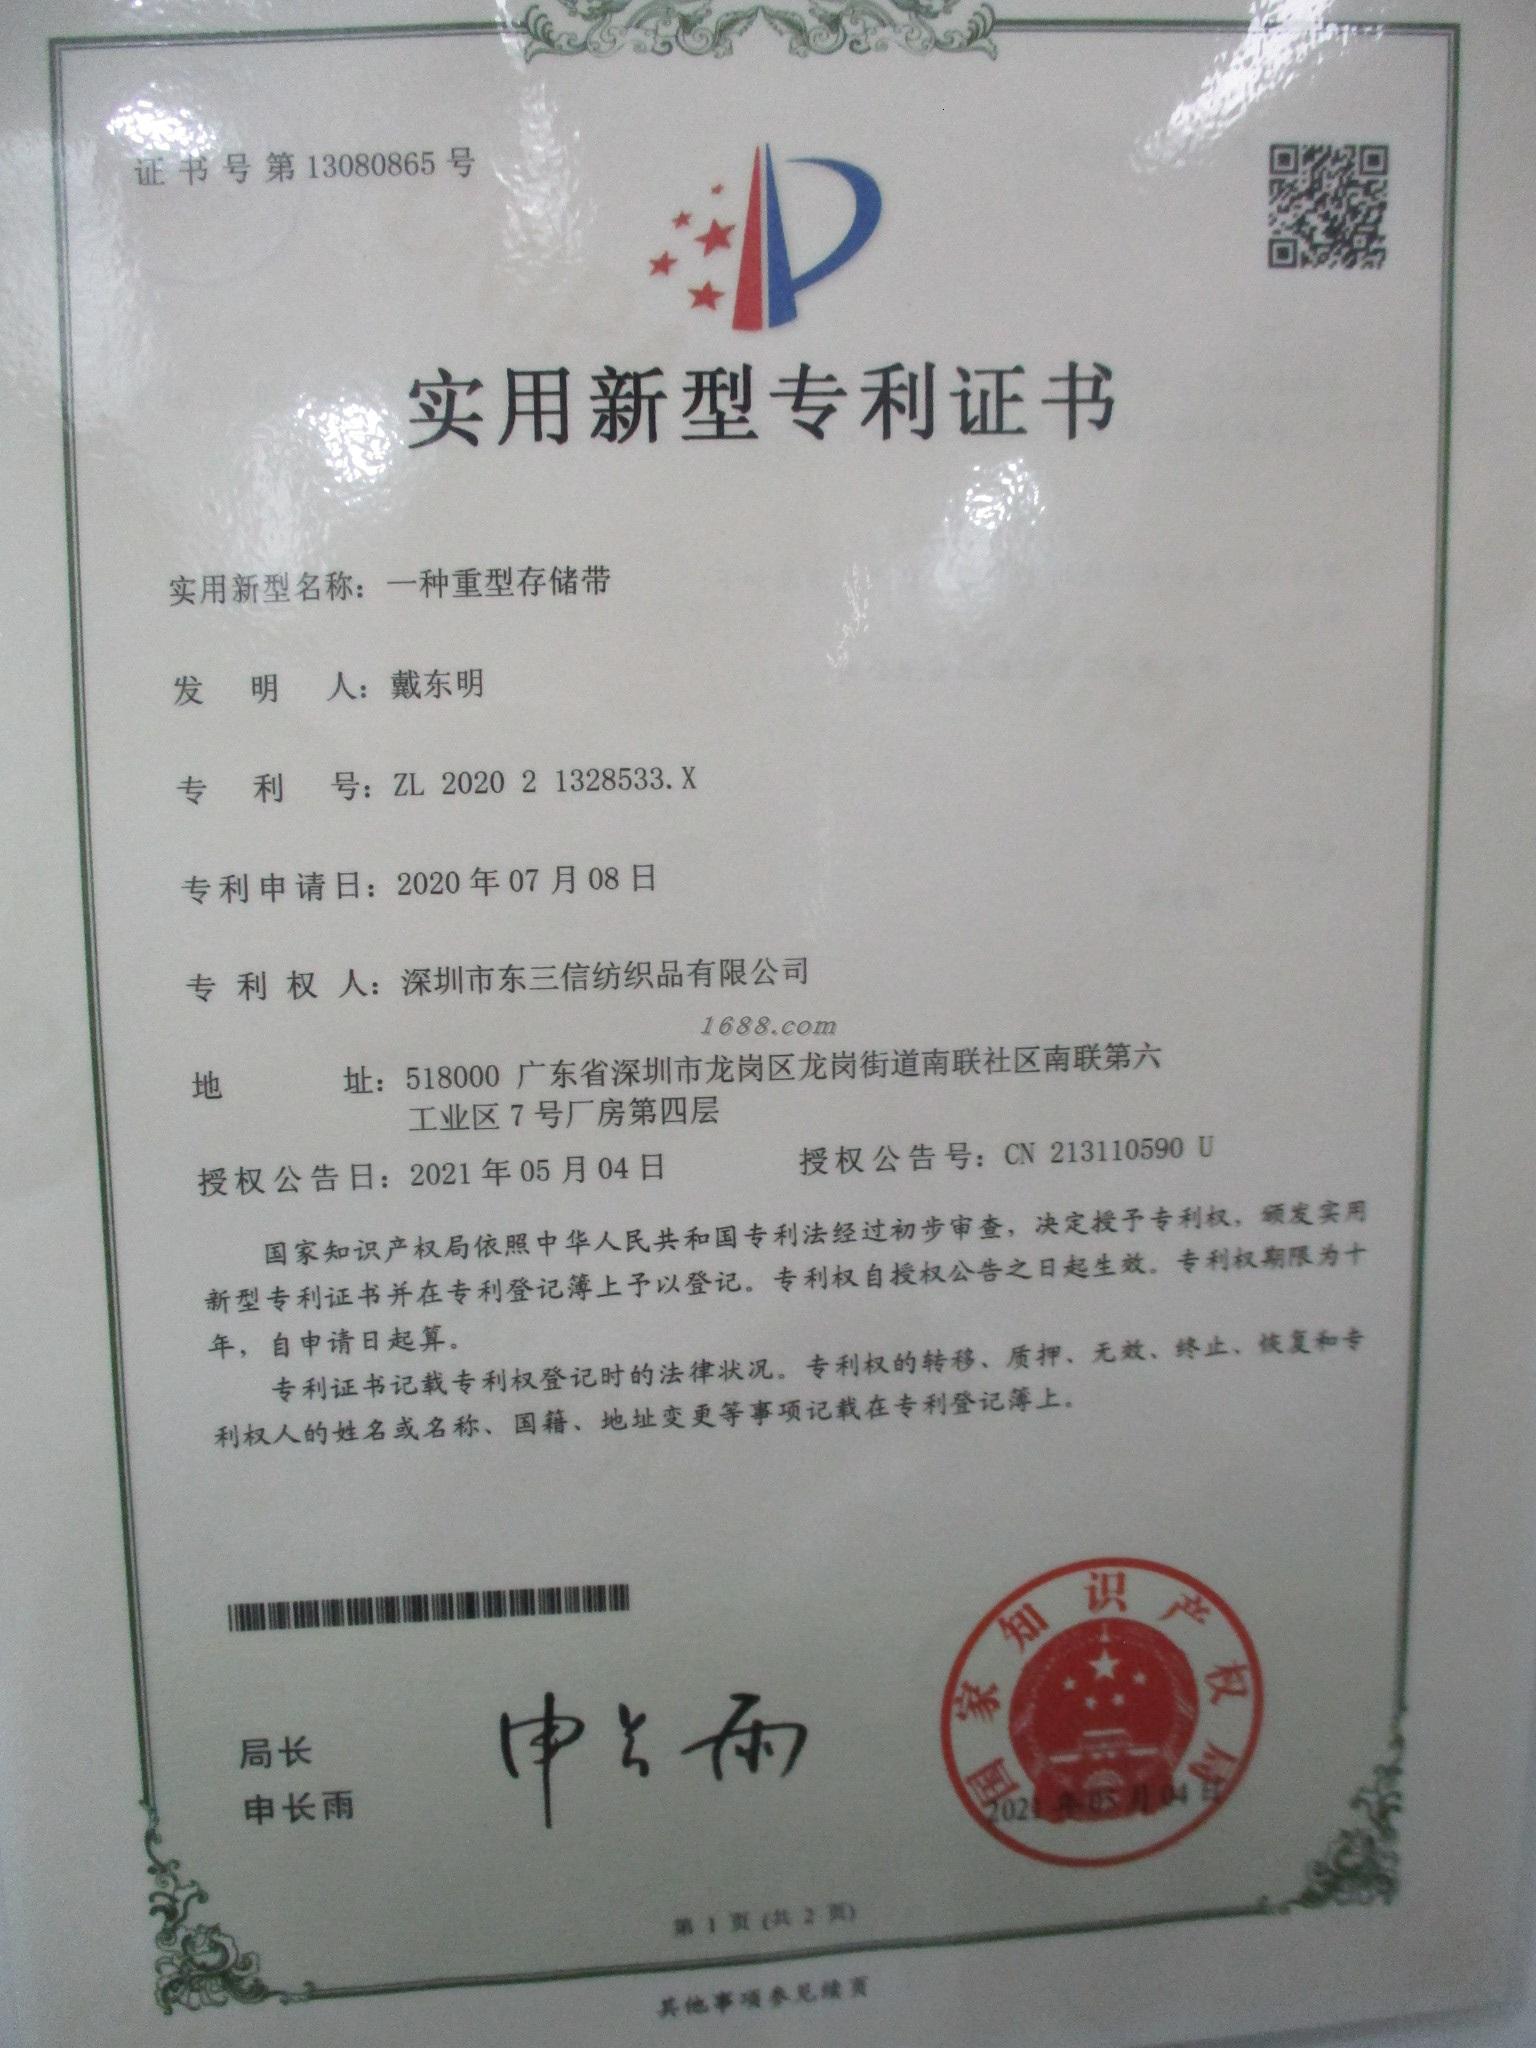 证书号第13080865号
实用新型专利证书
实用新型名称：一种重型存储带
发明人：戴东明
专利号：ZL 2020 2 1328533.X
专利申请日：2020年07月08日
专利权人：深圳市东三信纺织品有限公司
1688.com
地址：518000 广东省深圳市龙岗区龙岗街道南联社区南联第六
工业区7号厂房第四层
授权公告日：2021年05月04日 授权公告号：CN 213110590 U
国家知识产权局依照中华人民共和国专利法经过初步审查，决定授予专利权，颁发实用
新型专利证书并在专利登记簿上予以登记。专利权自授权公告之日起生效。专利权期限为十
年，自申请日起算。
专利证书记载专利权登记时的法律状况。专利权的转移、质押、无效、终止、恢复和专
利权人的姓名或名称、国籍、地址变更等事项记载在专利登记簿上。
局长
申长雨
申长雨
国家知识产权局
2021年05月04日
第 1 页 (共 2 页)
其他事项参见续页